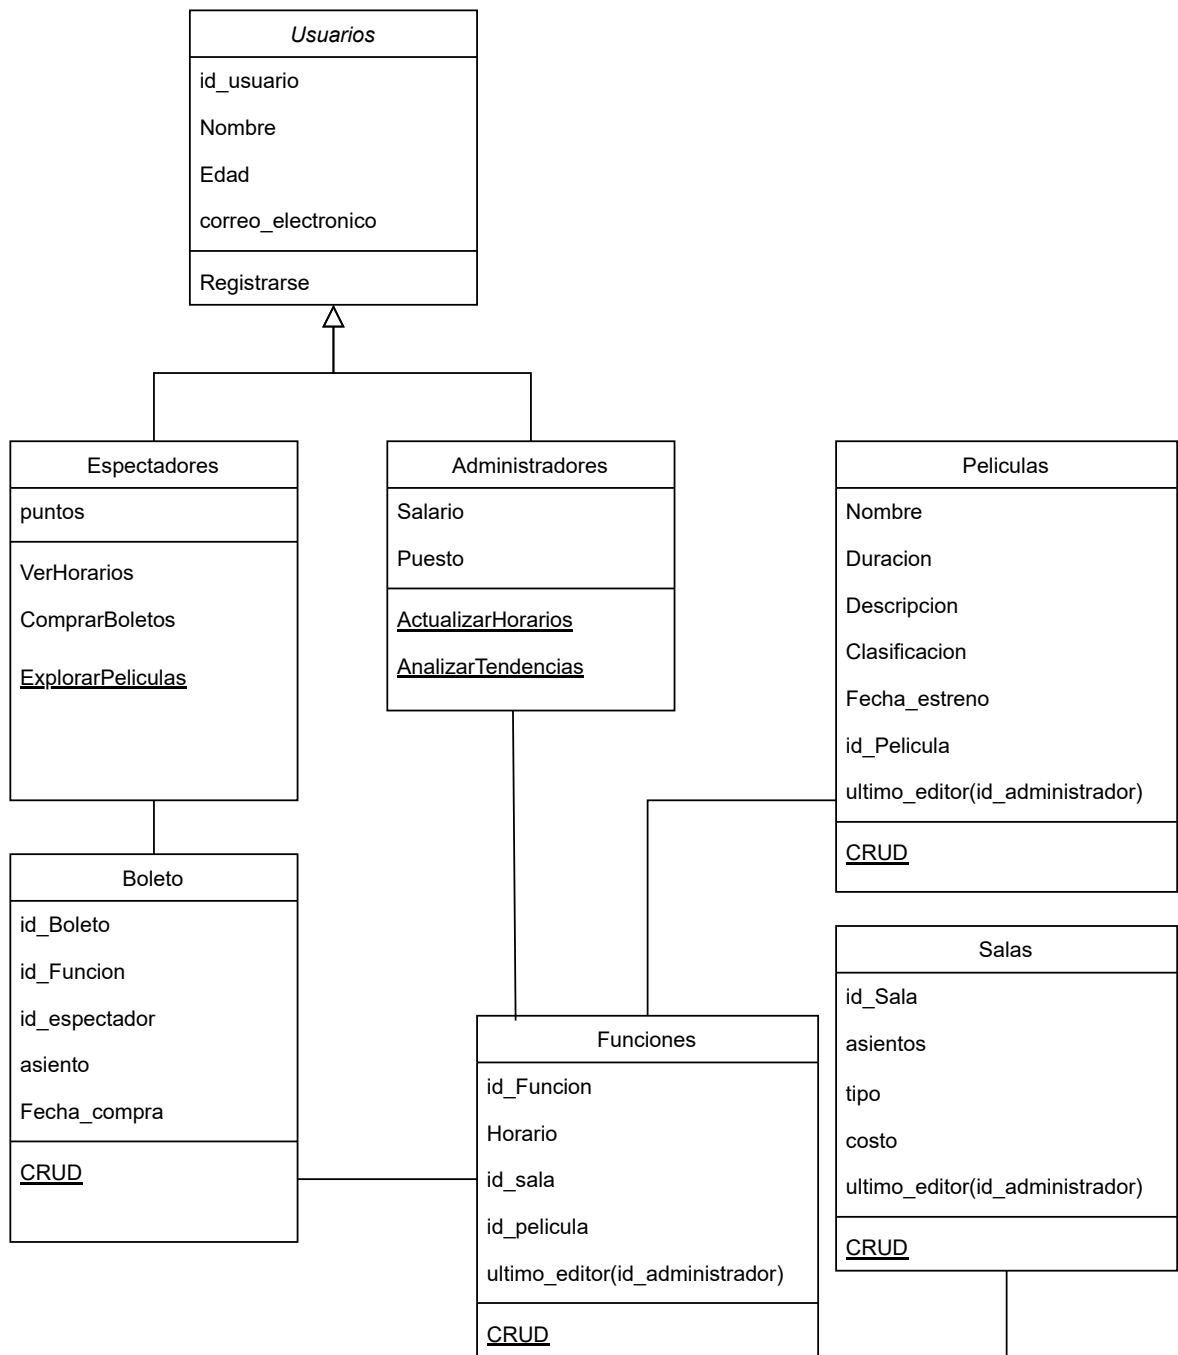 Usuarios
id_usuario
Nombre
Edad
correo_electronico
Registrarse
Espectadores
puntos
VerHorarios
ComprarBoletos
ExplorarPeliculas
Administradores
Salario
Puesto
ActualizarHorarios
AnalizarTendencias
Peliculas
Nombre
Duracion
Descripcion
Clasificacion
Fecha_estreno
id_Pelicula
ultimo_editor(id_administrador)
CRUD
Boleto
id_Boleto
id_Funcion
id_espectador
asiento
Fecha_compra
CRUD
Funciones
id_Funcion
Horario
id_sala
id_pelicula
ultimo_editor(id_administrador)
CRUD
Salas
id_Sala
asientos
tipo
costo
ultimo_editor(id_administrador)
CRUD